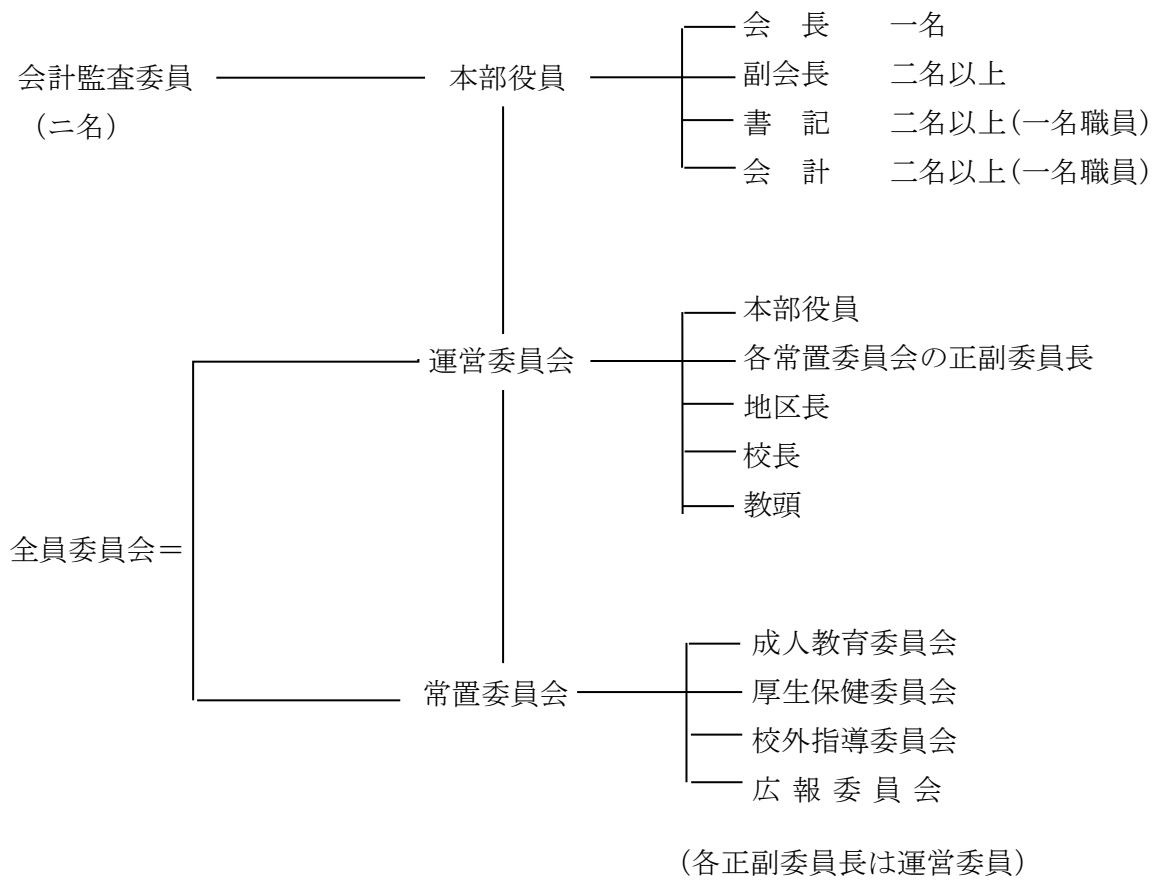 会計監査委員
（ニ名）
本部役員
会　長　　一名
副会長　　二名以上
書　記　　二名以上(一名職員)
会　計　　二名以上(一名職員)
運営委員会
本部役員
各常置委員会の正副委員長
地区長
校長
教頭
全員委員会＝
常置委員会
成人教育委員会
厚生保健委員会
校外指導委員会
広 報 委 員 会
（各正副委員長は運営委員）